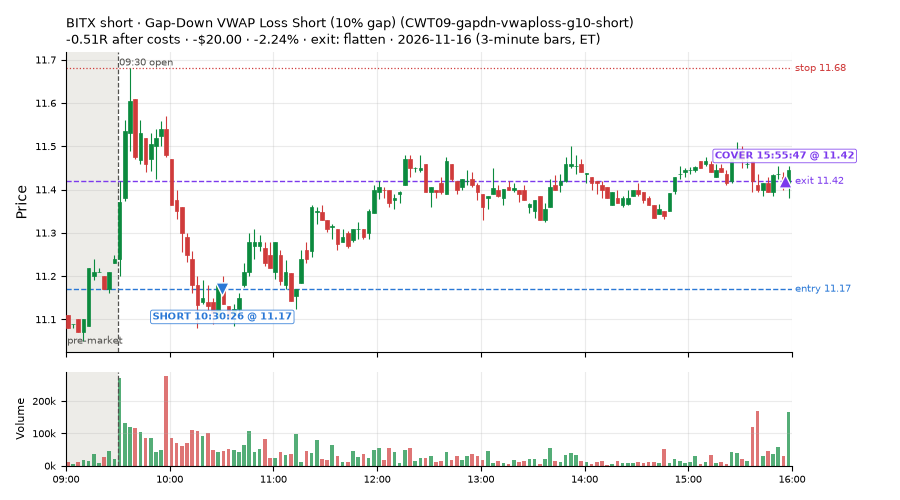 BITX short · Gap-Down VWAP Loss Short (10% gap) (CWT09-gapdn-vwaploss-g10-short)
-0.51R after costs · -$20.00 · -2.24% · exit: flatten · 2026-11-16 (3-minute bars, ET)
09:30 open
stop 11.68
COVER 15:55:47 @ 11.42
exit 11.42
entry 11.17
SHORT 10:30:26 @ 11.17
pre-market
Price
11.7
11.6
11.5
11.4
11.3
11.2
11.1
Volume
200k
100k
0k
09:00
10:00
11:00
12:00
13:00
14:00
15:00
16:00